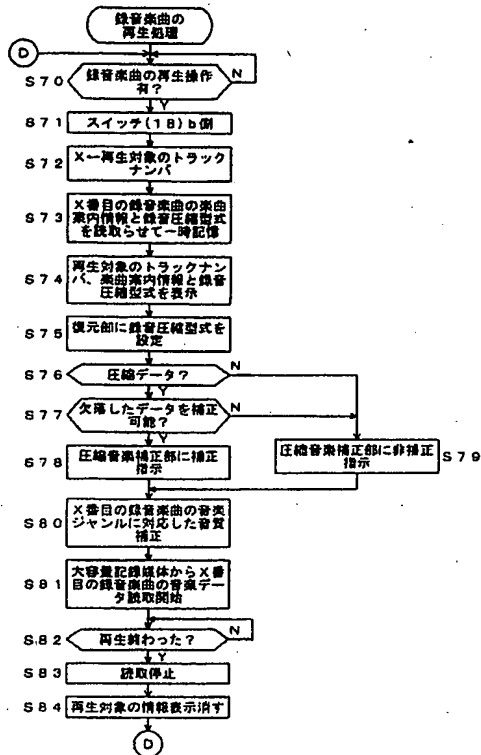 録音楽曲の
再生処理
D
S70
録音楽曲の再生操作
有?
N
Y
S71
スイッチ(18)b側
S72
X←再生対象のトラック
ナンバ
S73
X番目の録音楽曲の楽曲
案内情報と録音圧縮型式
を読取らせて一時記憶
S74
再生対象のトラックナン
バ、楽曲案内情報と録音
圧縮型式を表示
S75
復元部に録音圧縮型式を
設定
S76
圧縮データ?
N
Y
S77
欠落したデータを補正
可能?
N
Y
S78
圧縮音楽補正部に補正
指示
圧縮音楽補正部に非補正
指示
S79
S80
X番目の録音楽曲の音楽
ジャンルに対応した音質
補正
S81
大容量記録媒体からX番
目の録音楽曲の音楽デー
タ読取開始
S82
再生終わった?
N
Y
S83
読取停止
S84
再生対象の情報表示消す
D